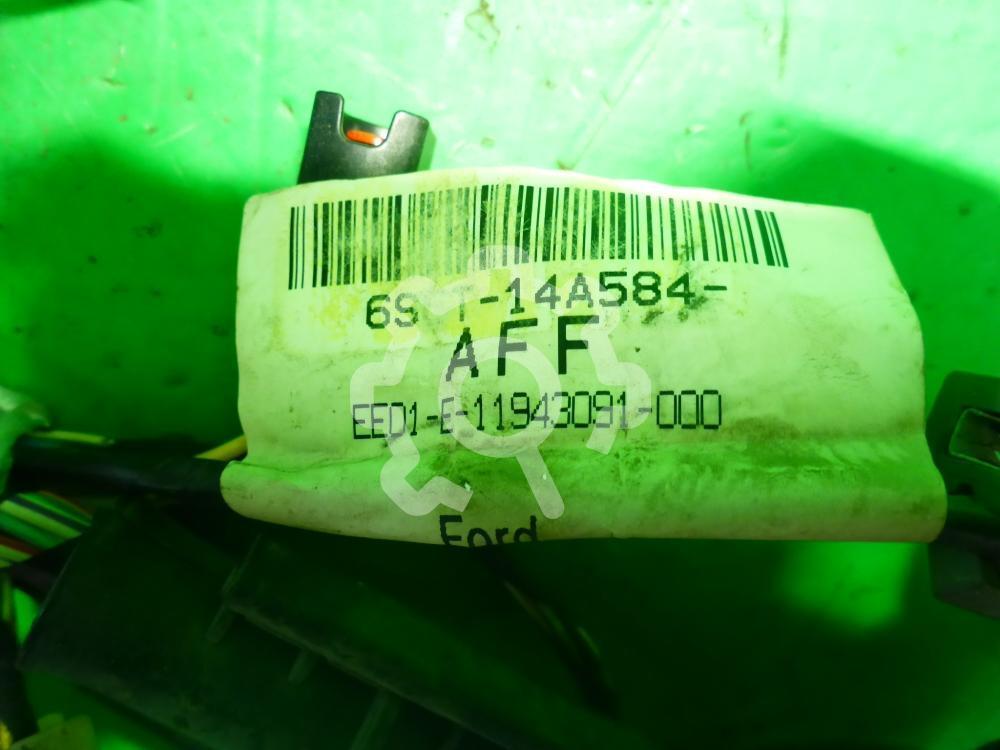 6S T-14A584-
AFF
EED1-E-11943091-000
Ford